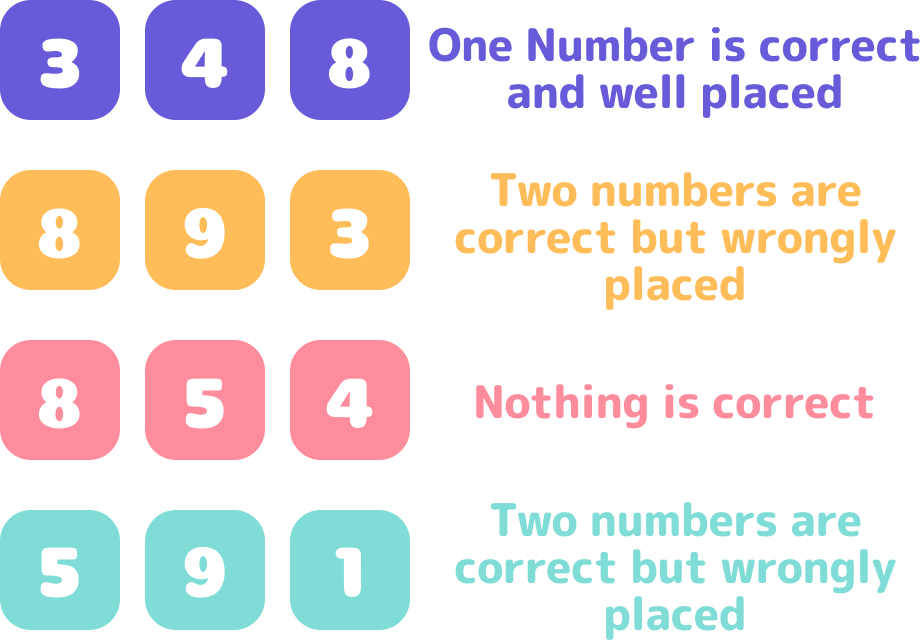 3 4 8 One Number is correct
and well placed
8 9 3 Two numbers are
correct but wrongly
placed
8 5 4 Nothing is correct
5 9 1 Two numbers are
correct but wrongly
placed